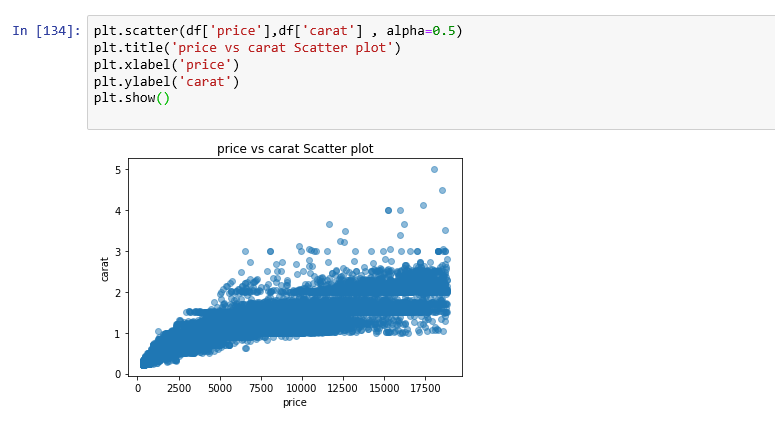 In [134]: plt.scatter(df['price'],df['carat'] , alpha=0.5)
plt.title('price vs carat Scatter plot')
plt.xlabel('price')
plt.ylabel('carat')
plt.show()
price vs carat Scatter plot
5
4
3
carat
2
1
0
0 2500 5000 7500 10000 12500 15000 17500
price